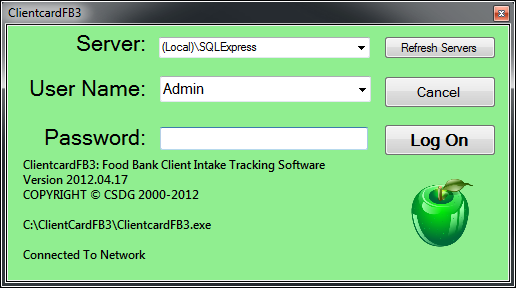 ClientcardFB3
Server: (Local)\SQLExpress Refresh Servers
User Name: Admin Cancel
Password: Log On
ClientcardFB3: Food Bank Client Intake Tracking Software
Version 2012.04.17
COPYRIGHT © CSDG 2000-2012
C:\ClientCardFB3\ClientcardFB3.exe
Connected To Network